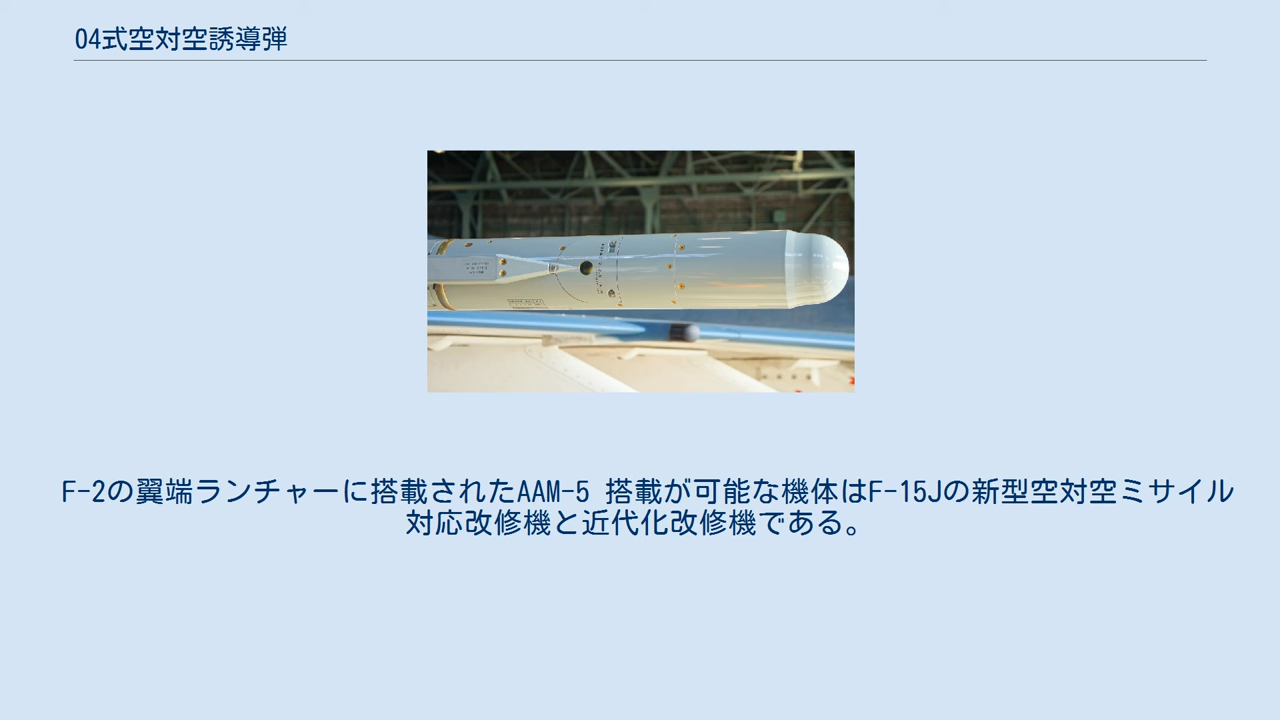 04式空対空誘導弾
F-2の翼端ランチャーに搭載されたAAM-5 搭載が可能な機体はF-15Jの新型空対空ミサイル
対応改修機と近代化改修機である。